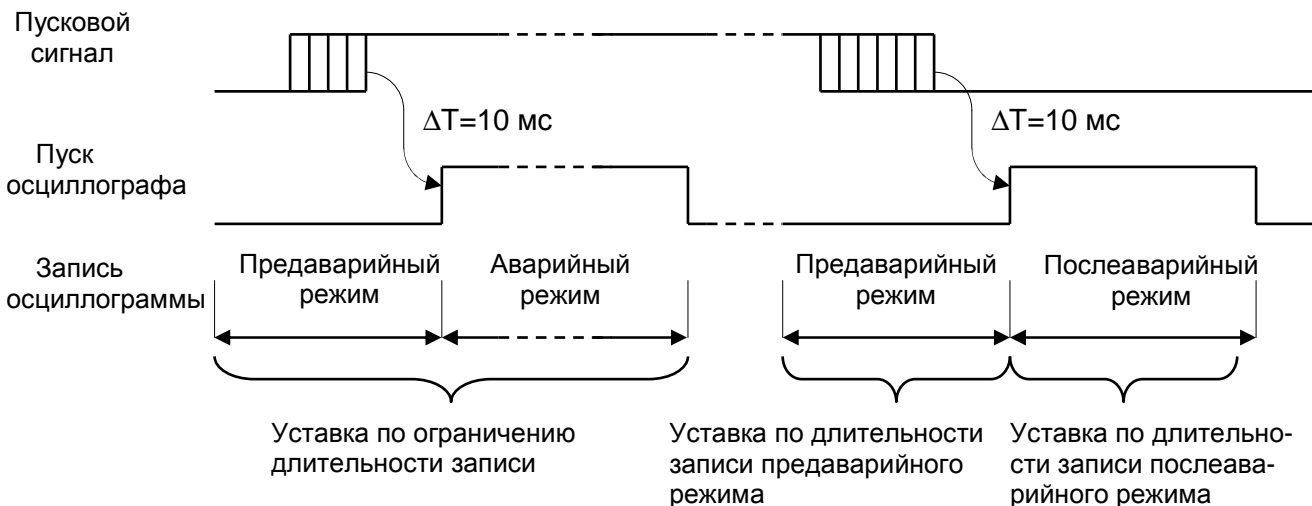 Пусковой
сигнал
ΔT=10 мс
ΔT=10 мс
Пуск
осциллографа
Запись
осциллограммы
Предаварийный
режим
Аварийный
режим
Предаварийный
режим
Послеаварийный
режим
Уставка по ограничению
длительности записи
Уставка по длительности
записи предаварийного
режима
Уставка по длительно-
сти записи послеава-
рийного режима